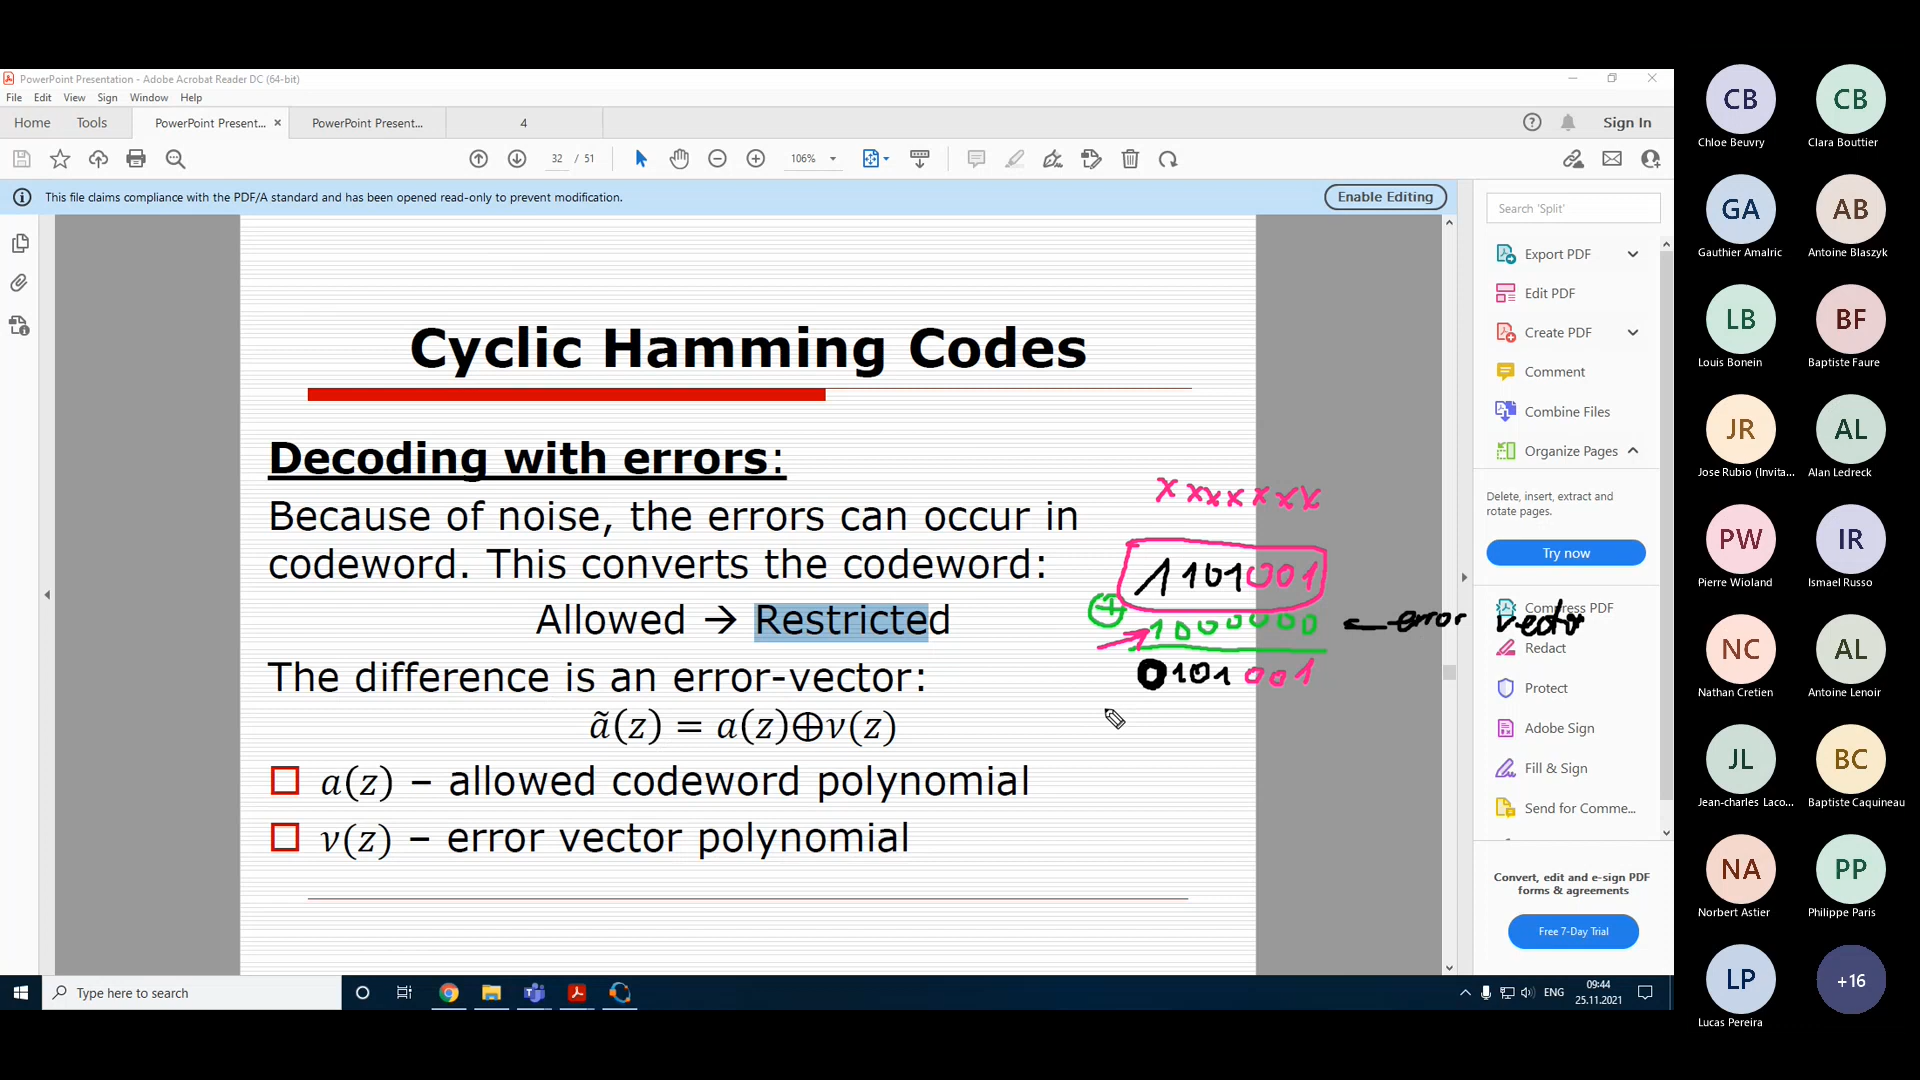 PowerPoint Presentation - Adobe Acrobat Reader DC (64-bit)
File Edit View Sign Window Help
Home Tools PowerPoint Present... × PowerPoint Present... 4 Sign In
32 / 51 106%
This file claims compliance with the PDF/A standard and has been opened read-only to prevent modification. Enable Editing
Cyclic Hamming Codes
Decoding with errors:
Because of noise, the errors can occur in
codeword. This converts the codeword:
Allowed → Restricted
The difference is an error-vector:
ã(z) = a(z)⊕v(z)
a(z) – allowed codeword polynomial
v(z) – error vector polynomial
x x x x x x x
1101001
⊕ 1000000 ← error vector
0101001
Search 'Split'
Export PDF
Edit PDF
Create PDF
Comment
Combine Files
Organize Pages
Delete, insert, extract and
rotate pages.
Try now
Compress PDF
Redact
Protect
Adobe Sign
Fill & Sign
Send for Comme...
Convert, edit and e-sign PDF
forms & agreements
Free 7-Day Trial
Type here to search
ENG
09:44
25.11.2021
CB CB
Chloe Beuvry Clara Bouttier
GA AB
Gauthier Amalric Antoine Blaszyk
LB BF
Louis Bonein Baptiste Faure
JR AL
Jose Rubio (Invita... Alan Ledreck
PW IR
Pierre Wioland Ismael Russo
NC AL
Nathan Cretien Antoine Lenoir
JL BC
Jean-charles Laco... Baptiste Caquineau
NA PP
Norbert Astier Philippe Paris
LP +16
Lucas Pereira